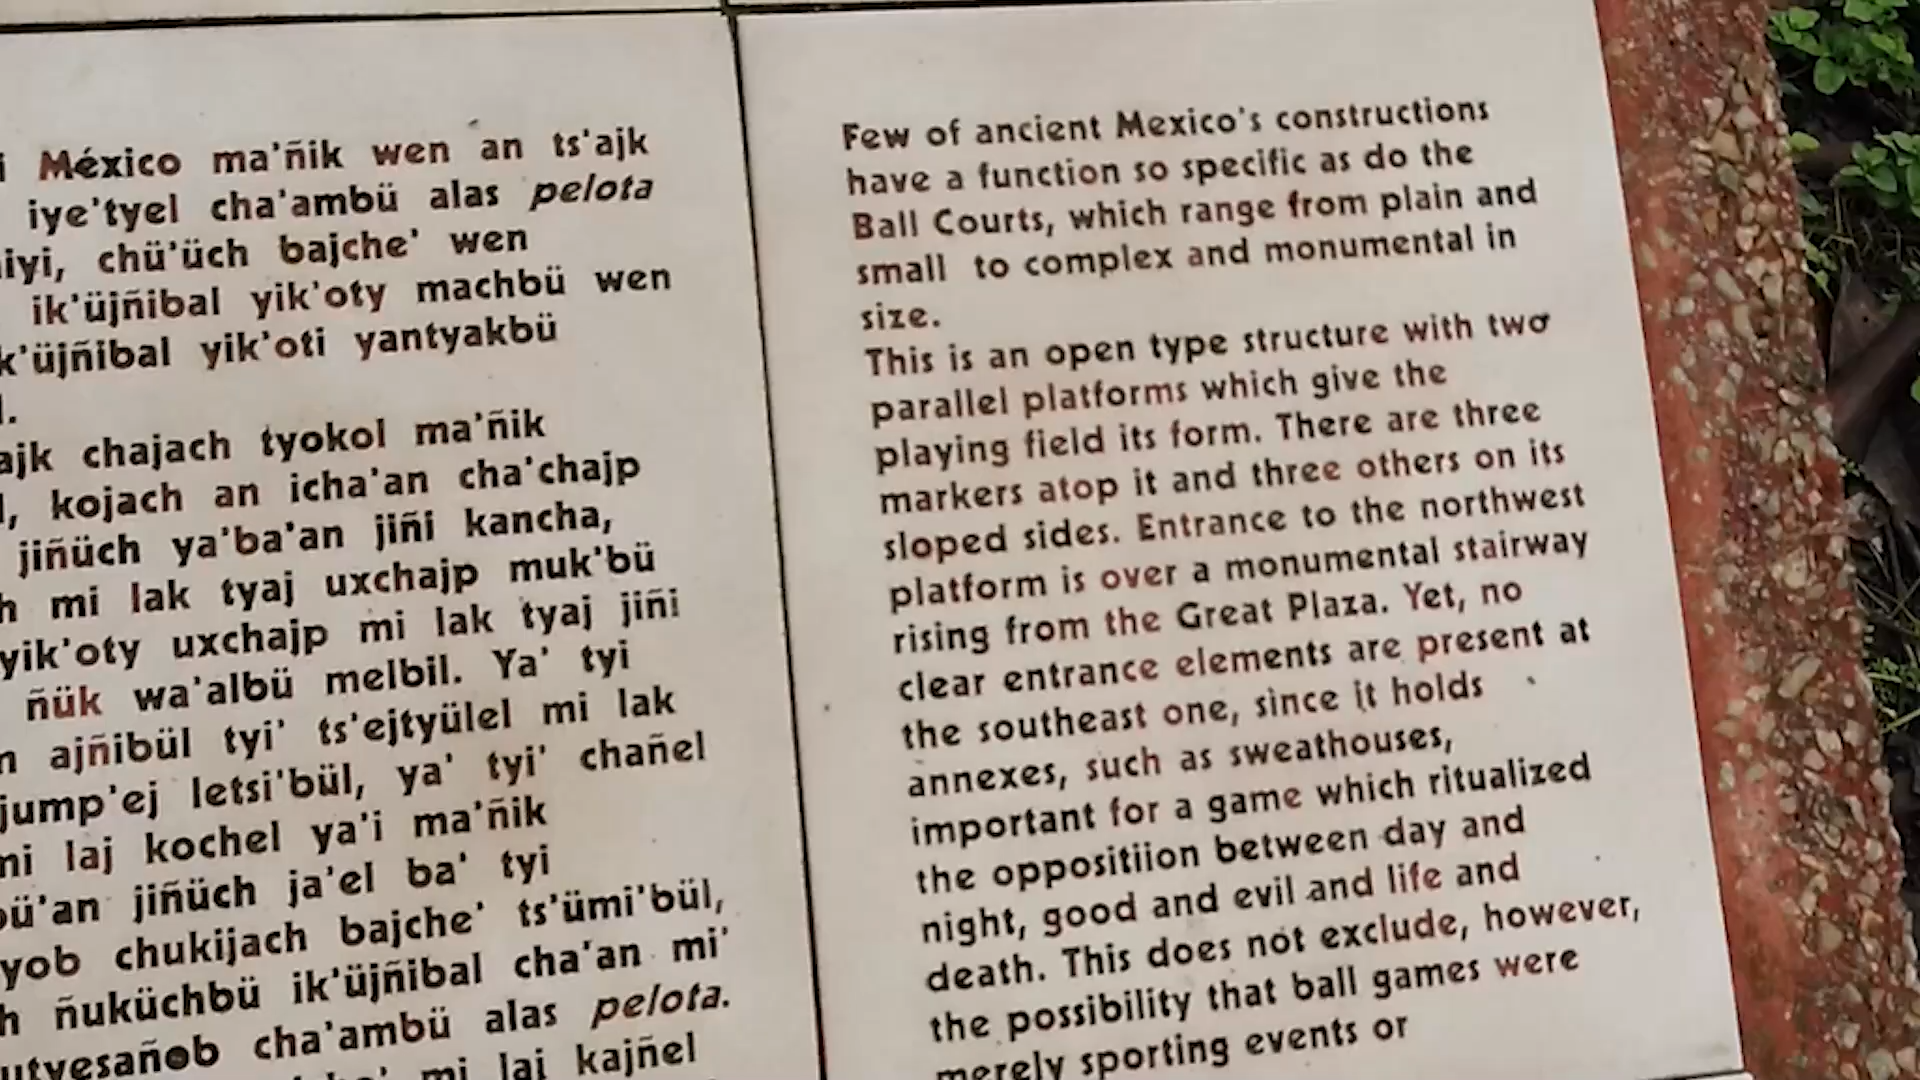 México ma'ñik wen an ts'ajk
iye'tyel cha'ambü alas pelota
chü'üch bajche' wen
ik'üjñibal yik'oty machbü wen
k'üjñibal yik'oti yantyakbü
ajk chajach tyokol ma'ñik
kojach an icha'an cha'chajp
jiñüch ya'ba'an jiñi kancha,
mi lak tyaj uxchajp muk'bü
yik'oty uxchajp mi lak tyaj jiñi
ñük wa'albü melbil. Ya' tyi
ajñibül tyi' ts'ejtyülel mi lak
jump'ej letsi'bül, ya' tyi' chañel
mi laj kochel ya'i ma'ñik
bü'an jiñüch ja'el ba' tyi
yob chukijach bajche' ts'ümi'bül,
ñuküchbü ik'üjñibal cha'an mi'
utyesañob cha'ambü alas pelota.
mi laj kajñel
Few of ancient Mexico's constructions
have a function so specific as do the
Ball Courts, which range from plain and
small to complex and monumental in
size.
This is an open type structure with two
parallel platforms which give the
playing field its form. There are three
markers atop it and three others on its
sloped sides. Entrance to the northwest
platform is over a monumental stairway
rising from the Great Plaza. Yet, no
clear entrance elements are present at
the southeast one, since it holds
annexes, such as sweathouses,
important for a game which ritualized
the oppositiion between day and
night, good and evil and life and
death. This does not exclude, however,
the possibility that ball games were
merely sporting events or